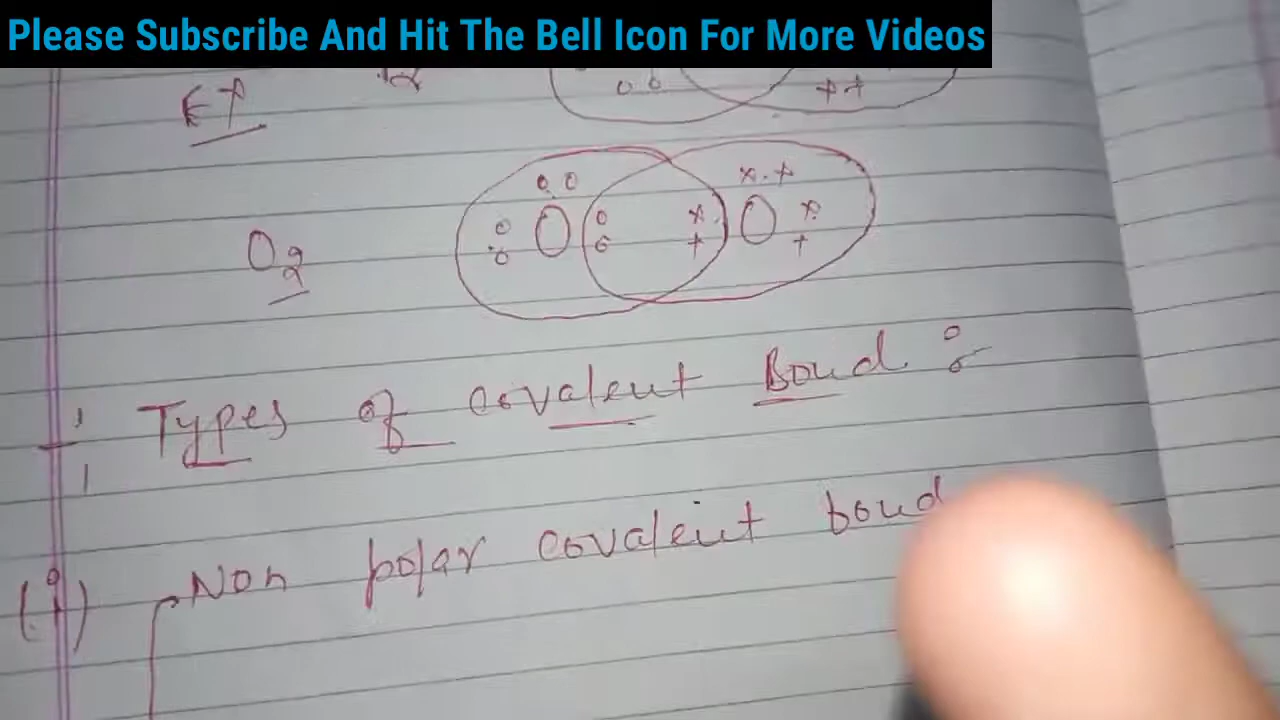 Please Subscribe And Hit The Bell Icon For More Videos
O O
O2
Types of covalent Bond :-
(i) Non polar covalent bond